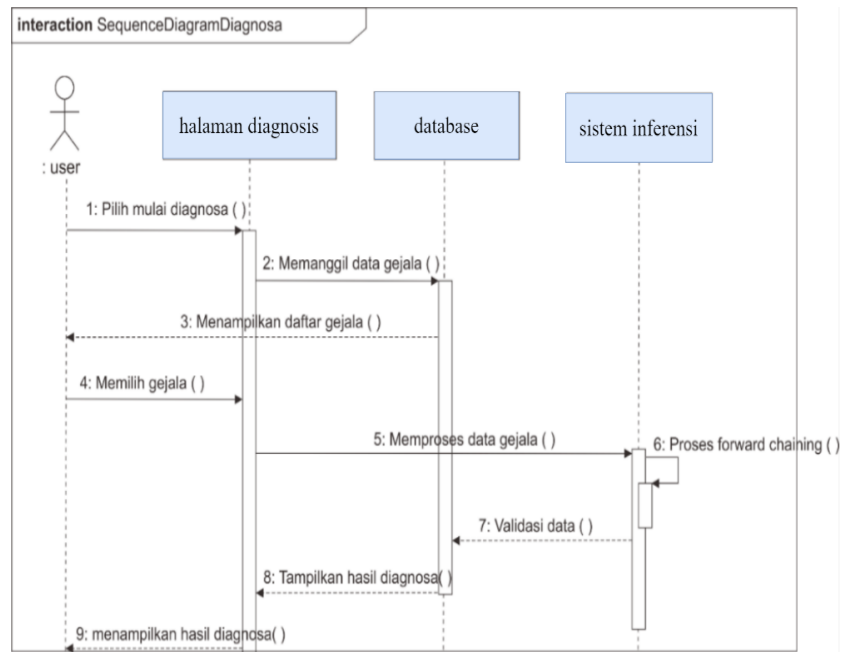 interaction SequenceDiagramDiagnosa
halaman diagnosis
database
sistem inferensi
: user
1: Pilih mulai diagnosa ( )
2: Memanggil data gejala ( )
3: Menampilkan daftar gejala ( )
4: Memilih gejala ( )
5: Memproses data gejala ( )
6: Proses forward chaining ( )
7: Validasi data ( )
8: Tampilkan hasil diagnosa( )
9: menampilkan hasil diagnosa( )